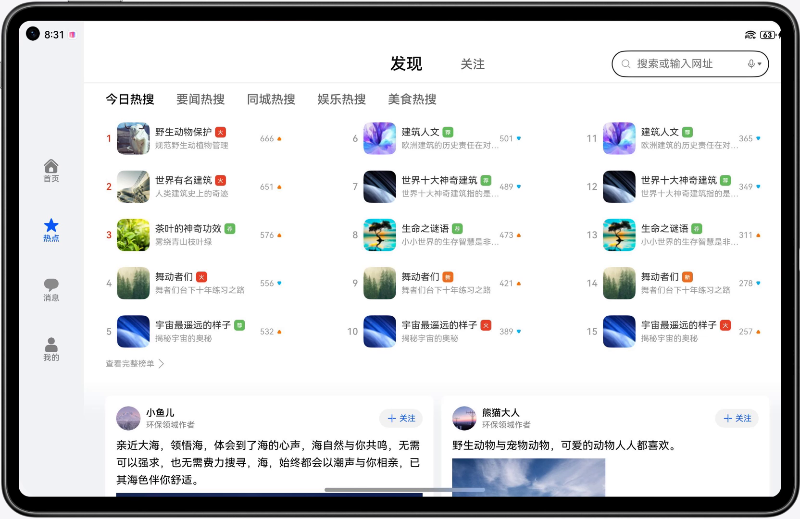 8:31
63
发现
关注
搜索或输入网址
今日热搜
要闻热搜
同城热搜
娱乐热搜
美食热搜
首页
热点
消息
我的
1
野生动物保护
火
666
规范野生动植物管理
2
世界有名建筑
火
651
人类建筑史上的奇迹
3
茶叶的神奇功效
荐
576
雾绕青山枝叶绿
4
舞动者们
火
556
舞者们台下十年练习之路
5
宇宙最遥远的样子
荐
532
揭秘宇宙的奥秘
6
建筑人文
荐
501
欧洲建筑的历史责任在对...
7
世界十大神奇建筑
荐
489
世界十大神奇建筑指的是...
8
生命之谜语
荐
473
小小世界的生存智慧是非...
9
舞动者们
新
421
舞者们台下十年练习之路
10
宇宙最遥远的样子
火
389
揭秘宇宙的奥秘
11
建筑人文
荐
365
欧洲建筑的历史责任在对...
12
世界十大神奇建筑
荐
349
世界十大神奇建筑指的是...
13
生命之谜语
荐
311
小小世界的生存智慧是非...
14
舞动者们
新
278
舞者们台下十年练习之路
15
宇宙最遥远的样子
火
257
揭秘宇宙的奥秘
查看完整榜单
小鱼儿
环保领域作者
关注
亲近大海，领悟海，体会到了海的心声，海自然与你共鸣，无需
可以强求，也无需费力搜寻，海，始终都会以潮声与你相亲，已
其海色伴你舒适。
熊猫大人
环保领域作者
关注
野生动物与宠物动物，可爱的动物人人都喜欢。